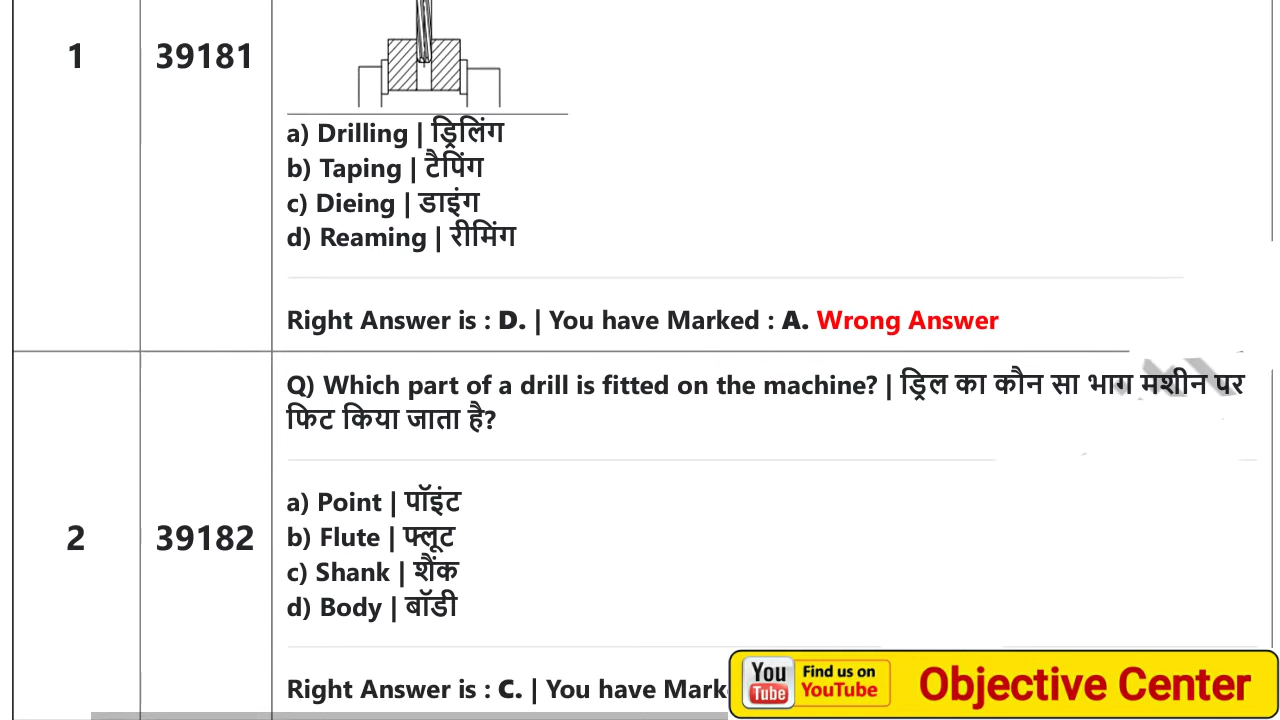 1
39181
a) Drilling | ड्रिलिंग
b) Taping | टैपिंग
c) Dieing | डाइंग
d) Reaming | रीमिंग
Right Answer is : D. | You have Marked : A. Wrong Answer
Q) Which part of a drill is fitted on the machine? | ड्रिल का कौन सा भाग मशीन पर
फिट किया जाता है?
2
39182
a) Point | पॉइंट
b) Flute | फ्लूट
c) Shank | शैंक
d) Body | बॉडी
Right Answer is : C. | You have Mark
You
Tube
Find us on
YouTube
Objective Center